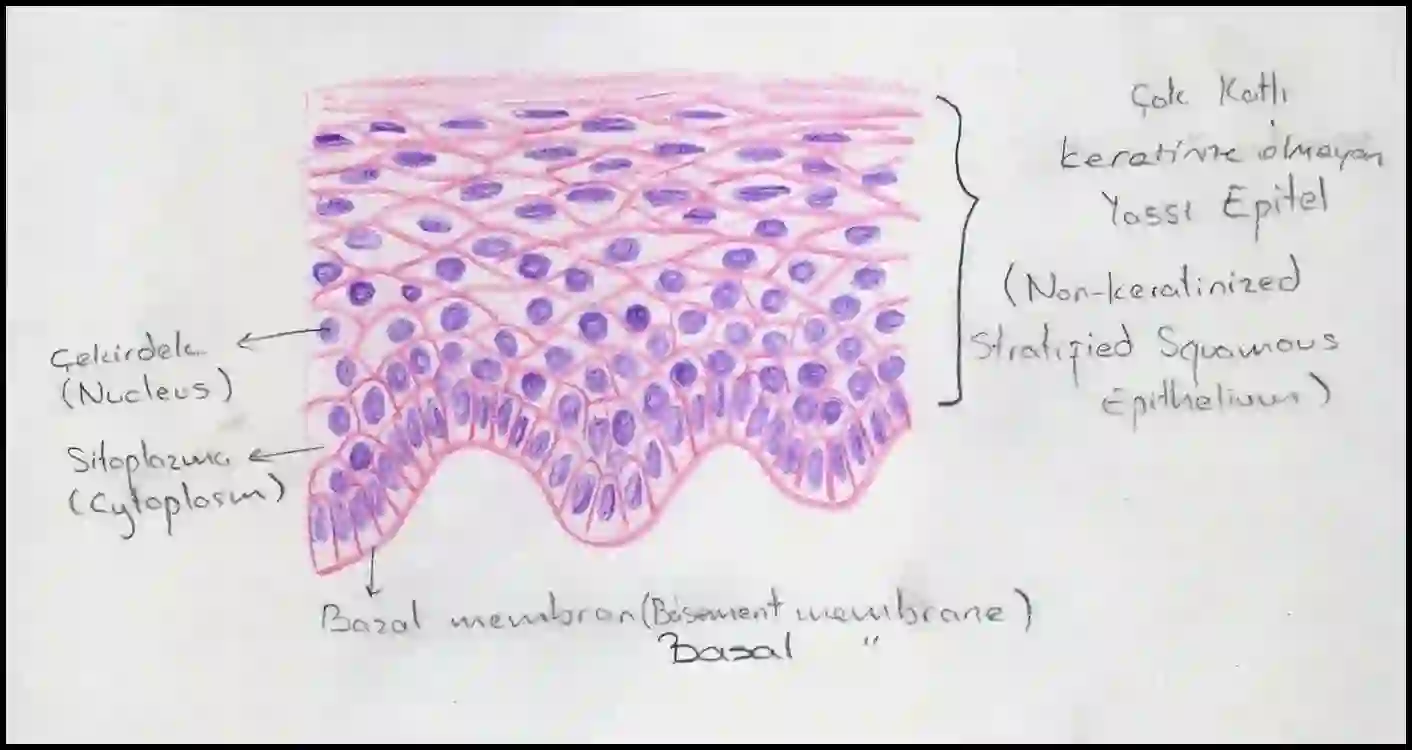 Çok Katlı
keratinize olmayan
Yassı Epitel
(Non-keratinized
Stratified Squamous
Epithelium)
Çekirdek
(Nucleus)
Sitoplazma
(Cytoplasm)
Bazal membran (Basement membrane)
Basal "